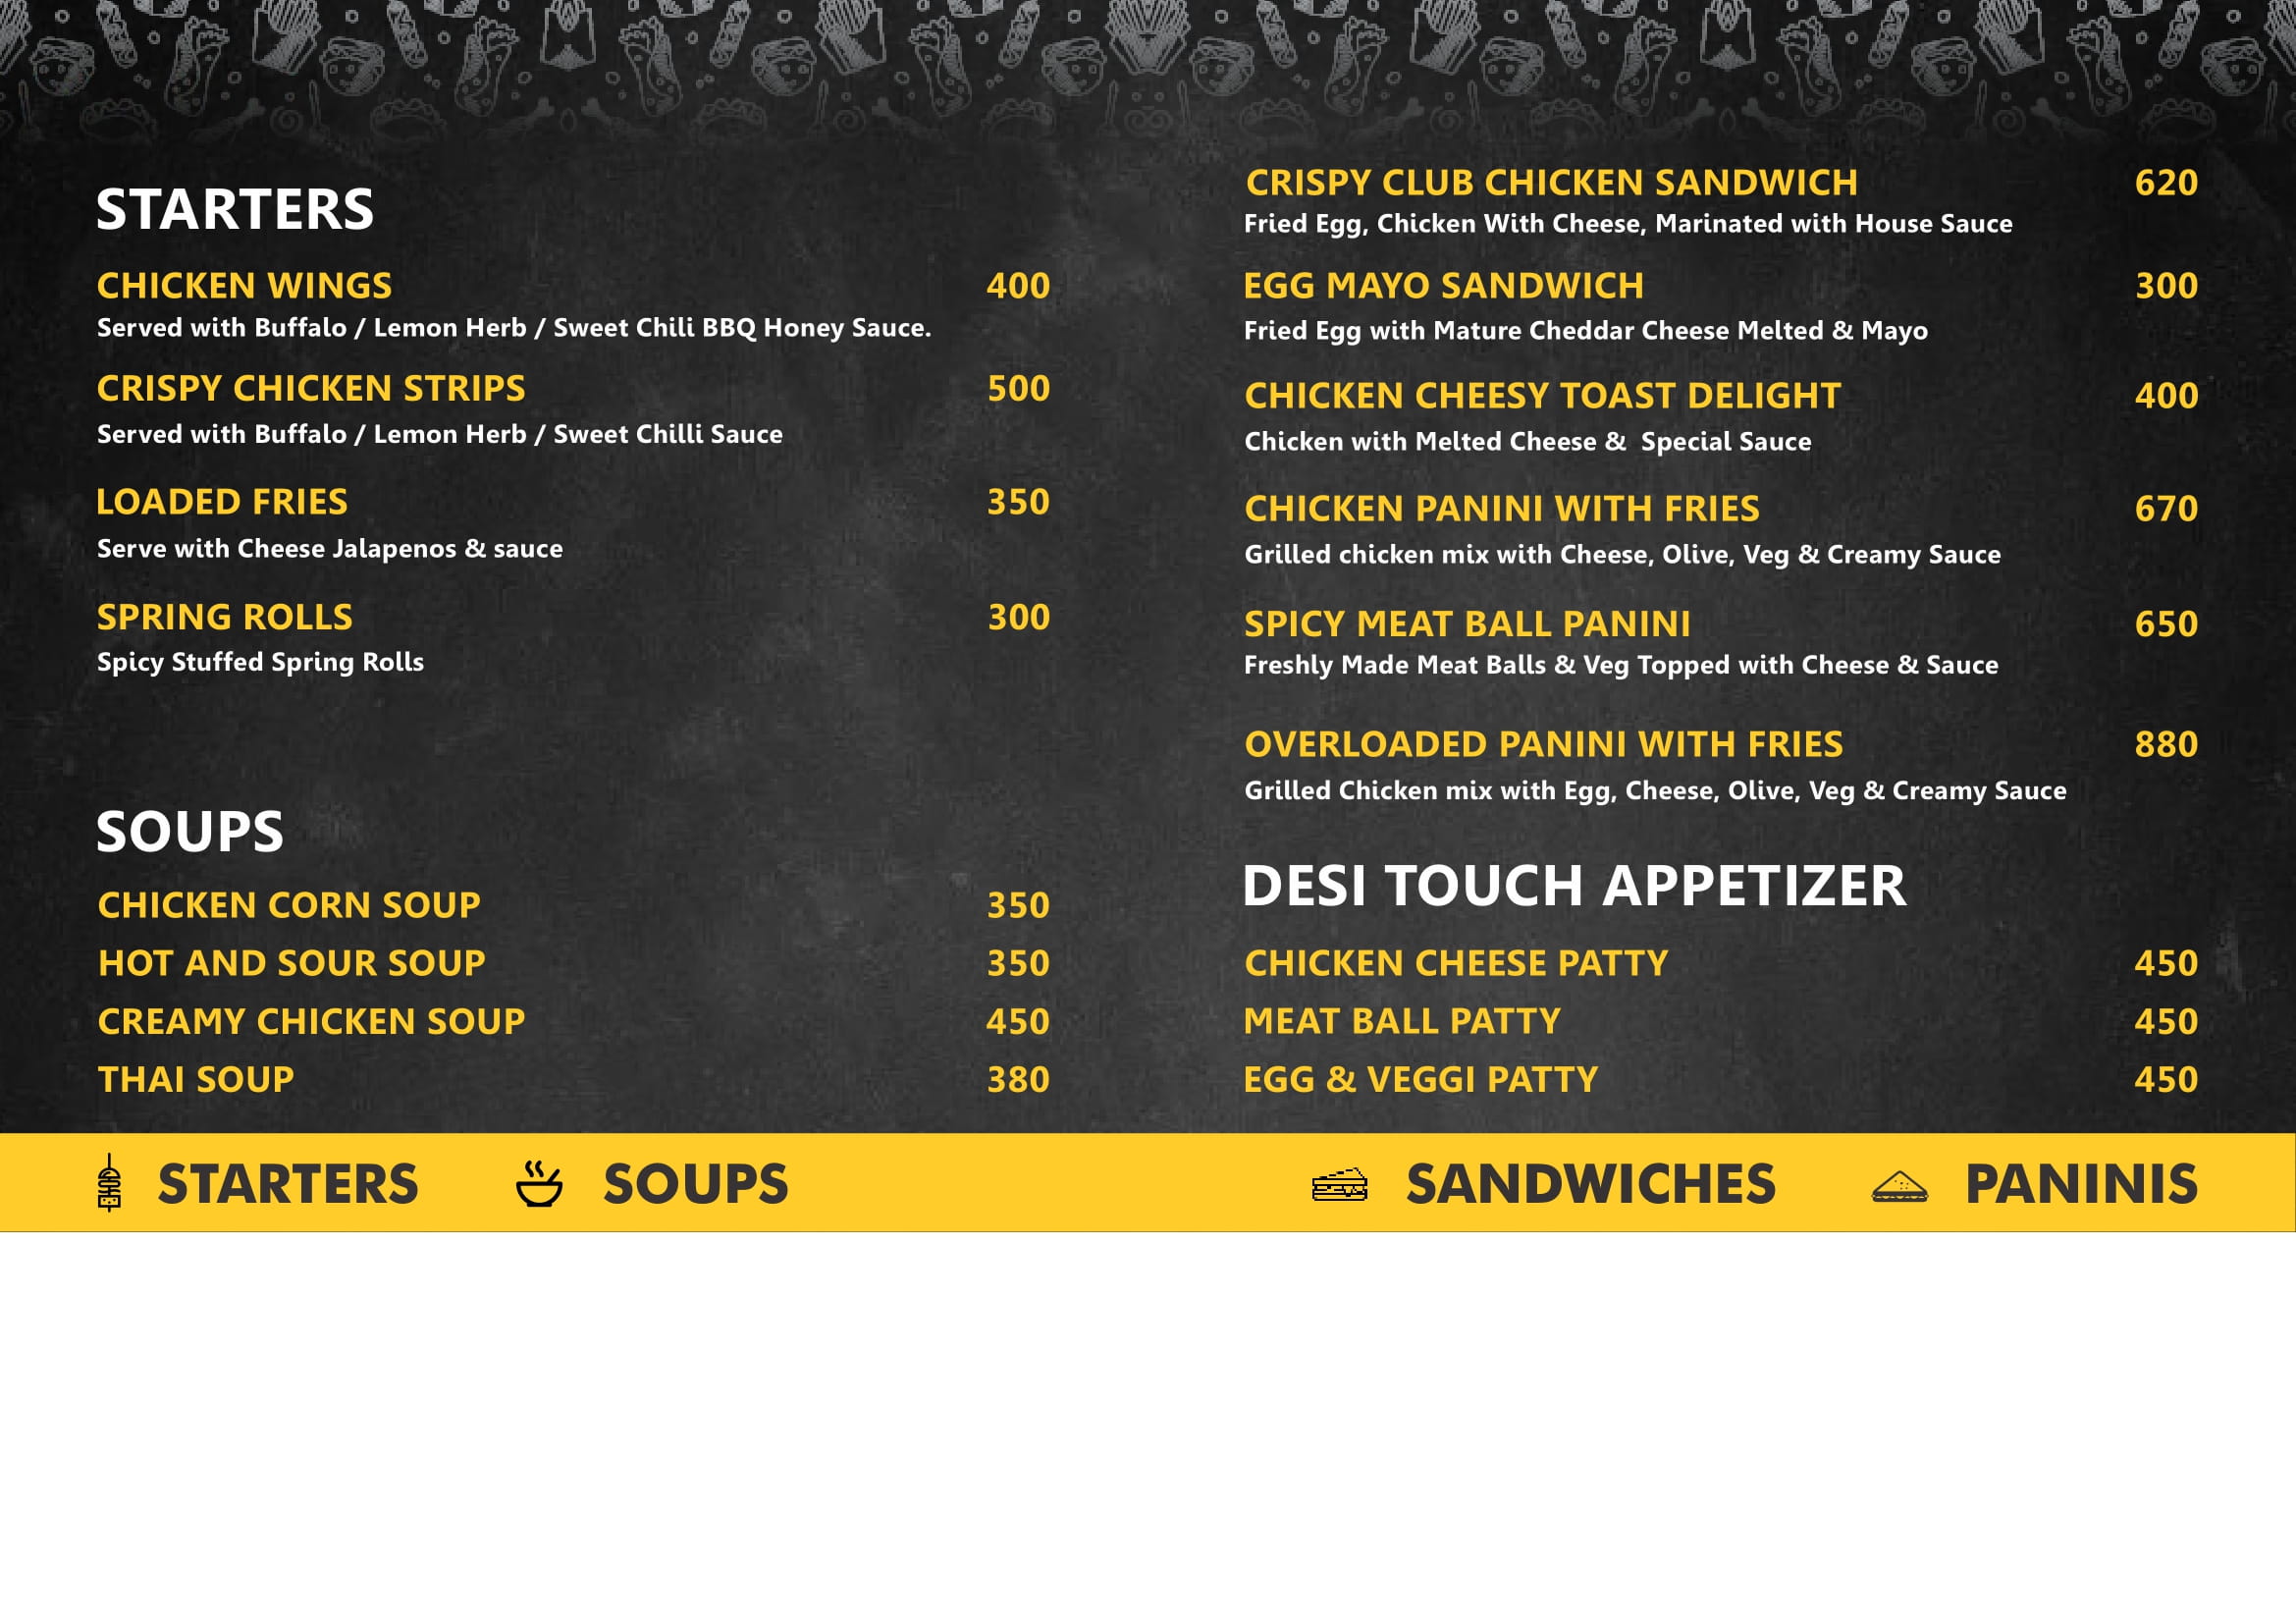 STARTERS
CHICKEN WINGS 400
Served with Buffalo / Lemon Herb / Sweet Chili BBQ Honey Sauce.
CRISPY CHICKEN STRIPS 500
Served with Buffalo / Lemon Herb / Sweet Chilli Sauce
LOADED FRIES 350
Serve with Cheese Jalapenos & sauce
SPRING ROLLS 300
Spicy Stuffed Spring Rolls
SOUPS
CHICKEN CORN SOUP 350
HOT AND SOUR SOUP 350
CREAMY CHICKEN SOUP 450
THAI SOUP 380
CRISPY CLUB CHICKEN SANDWICH 620
Fried Egg, Chicken With Cheese, Marinated with House Sauce
EGG MAYO SANDWICH 300
Fried Egg with Mature Cheddar Cheese Melted & Mayo
CHICKEN CHEESY TOAST DELIGHT 400
Chicken with Melted Cheese & Special Sauce
CHICKEN PANINI WITH FRIES 670
Grilled chicken mix with Cheese, Olive, Veg & Creamy Sauce
SPICY MEAT BALL PANINI 650
Freshly Made Meat Balls & Veg Topped with Cheese & Sauce
OVERLOADED PANINI WITH FRIES 880
Grilled Chicken mix with Egg, Cheese, Olive, Veg & Creamy Sauce
DESI TOUCH APPETIZER
CHICKEN CHEESE PATTY 450
MEAT BALL PATTY 450
EGG & VEGGI PATTY 450
STARTERS SOUPS SANDWICHES PANINIS